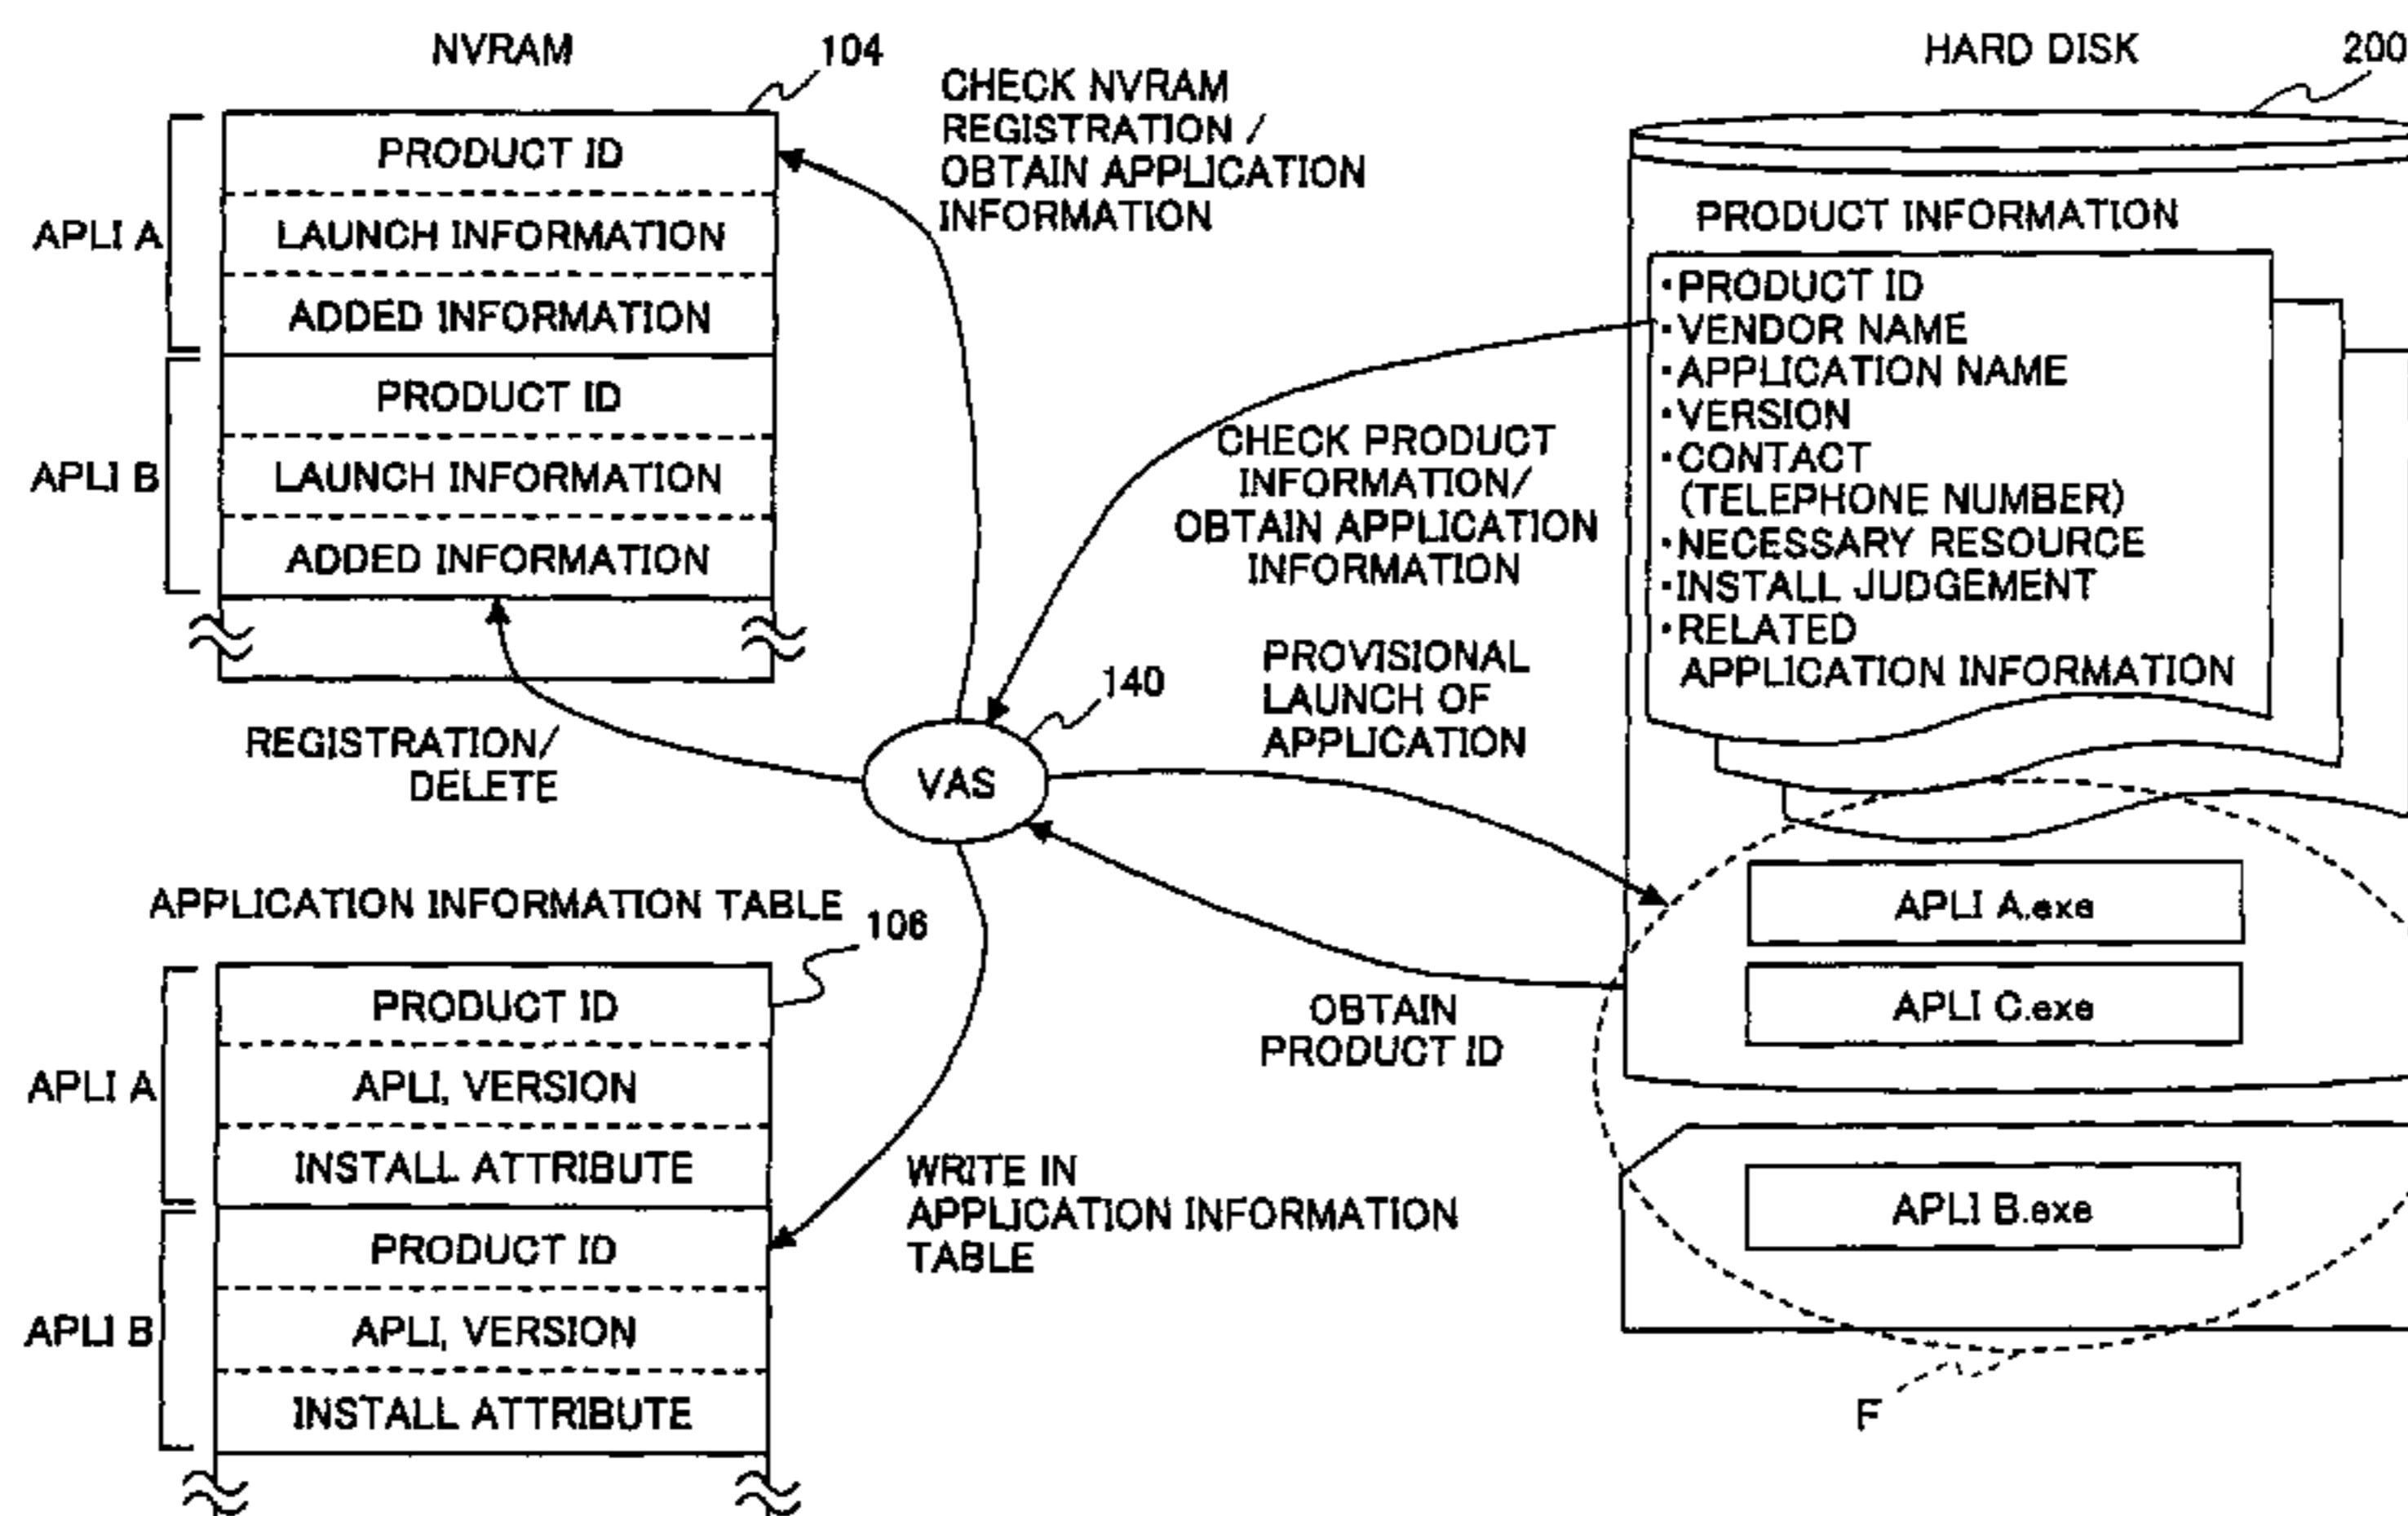 NVRAM
104
APLI A
PRODUCT ID
LAUNCH INFORMATION
ADDED INFORMATION
APLI B
PRODUCT ID
LAUNCH INFORMATION
ADDED INFORMATION
CHECK NVRAM
REGISTRATION /
OBTAIN APPLICATION
INFORMATION
REGISTRATION/
DELETE
VAS
140
CHECK PRODUCT
INFORMATION/
OBTAIN APPLICATION
INFORMATION
PROVISIONAL
LAUNCH OF
APPLICATION
OBTAIN
PRODUCT ID
WRITE IN
APPLICATION INFORMATION
TABLE
APPLICATION INFORMATION TABLE
106
APLI A
PRODUCT ID
APLI, VERSION
INSTALL ATTRIBUTE
APLI B
PRODUCT ID
APLI, VERSION
INSTALL ATTRIBUTE
HARD DISK
200
PRODUCT INFORMATION
・PRODUCT ID
・VENDOR NAME
・APPLICATION NAME
・VERSION
・CONTACT
(TELEPHONE NUMBER)
・NECESSARY RESOURCE
・INSTALL JUDGEMENT
・RELATED
APPLICATION INFORMATION
APLI A.exe
APLI C.exe
APLI B.exe
F